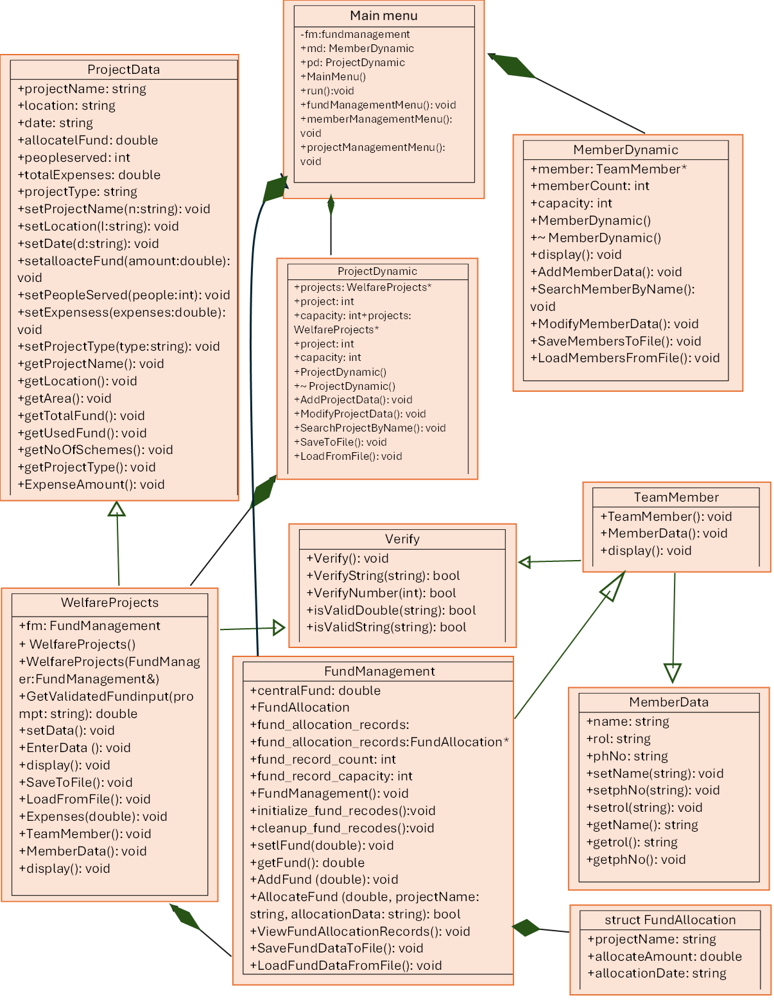 Main menu
-fm:fundmanagement
+md: MemberDynamic
+pd: ProjectDynamic
+MainMenu()
+run():void
+fundManagementMenu(): void
+memberManagementMenu():
void
+projectManagementMenu():
void
ProjectData
+projectName: string
+location: string
+date: string
+allocatelFund: double
+peopleserved: int
+totalExpenses: double
+projectType: string
+setProjectName(n:string): void
+setLocation(l:string): void
+setDate(d:string): void
+setalloacteFund(amount:double):
void
+setPeopleServed(people:int): void
+setExpensess(expenses:double):
void
+setProjectType(type:string): void
+getProjectName(): void
+getLocation(): void
+getArea(): void
+getTotalFund(): void
+getUsedFund(): void
+getNoOfSchemes(): void
+getProjectType(): void
+ExpenseAmount(): void
MemberDynamic
+member: TeamMember*
+memberCount: int
+capacity: int
+MemberDynamic()
+~ MemberDynamic()
+display(): void
+AddMemberData(): void
+SearchMemberByName():
void
+ModifyMemberData(): void
+SaveMembersToFile(): void
+LoadMembersFromFile(): void
ProjectDynamic
+projects: WelfareProjects*
+project: int
+capacity: int+projects:
WelfareProjects*
+project: int
+capacity: int
+ProjectDynamic()
+~ ProjectDynamic()
+AddProjectData(): void
+ModifyProjectData(): void
+SearchProjectByName(): void
+SaveToFile(): void
+LoadFromFile(): void
TeamMember
+TeamMember(): void
+MemberData(): void
+display(): void
Verify
+Verify(): void
+VerifyString(string): bool
+VerifyNumber(int): bool
+isValidDouble(string): bool
+isValidString(string): bool
WelfareProjects
+fm: FundManagement
+ WelfareProjects()
+WelfareProjects(FundManag
er:FundManagement&)
+GetValidatedFundinput(pro
mpt: string): double
+setData(): void
+EnterData (): void
+display(): void
+SaveToFile(): void
+LoadFromFile(): void
+Expenses(double): void
+TeamMember(): void
+MemberData(): void
+display(): void
FundManagement
+centralFund: double
+FundAllocation
+fund_allocation_records:
+fund_allocation_records:FundAllocation*
+fund_record_count: int
+fund_record_capacity: int
+FundManagement(): void
+initialize_fund_recodes():void
+cleanup_fund_recodes():void
+setlFund(double): void
+getFund(): double
+AddFund (double): void
+AllocateFund (double, projectName:
string, allocationData: string): bool
+ViewFundAllocationRecords(): void
+SaveFundDataToFile(): void
+LoadFundDataFromFile(): void
MemberData
+name: string
+rol: string
+phNo: string
+setName(string): void
+setphNo(string): void
+setrol(string): void
+getName(): string
+getrol(): string
+getphNo(): void
struct FundAllocation
+projectName: string
+allocateAmount: double
+allocationDate: string